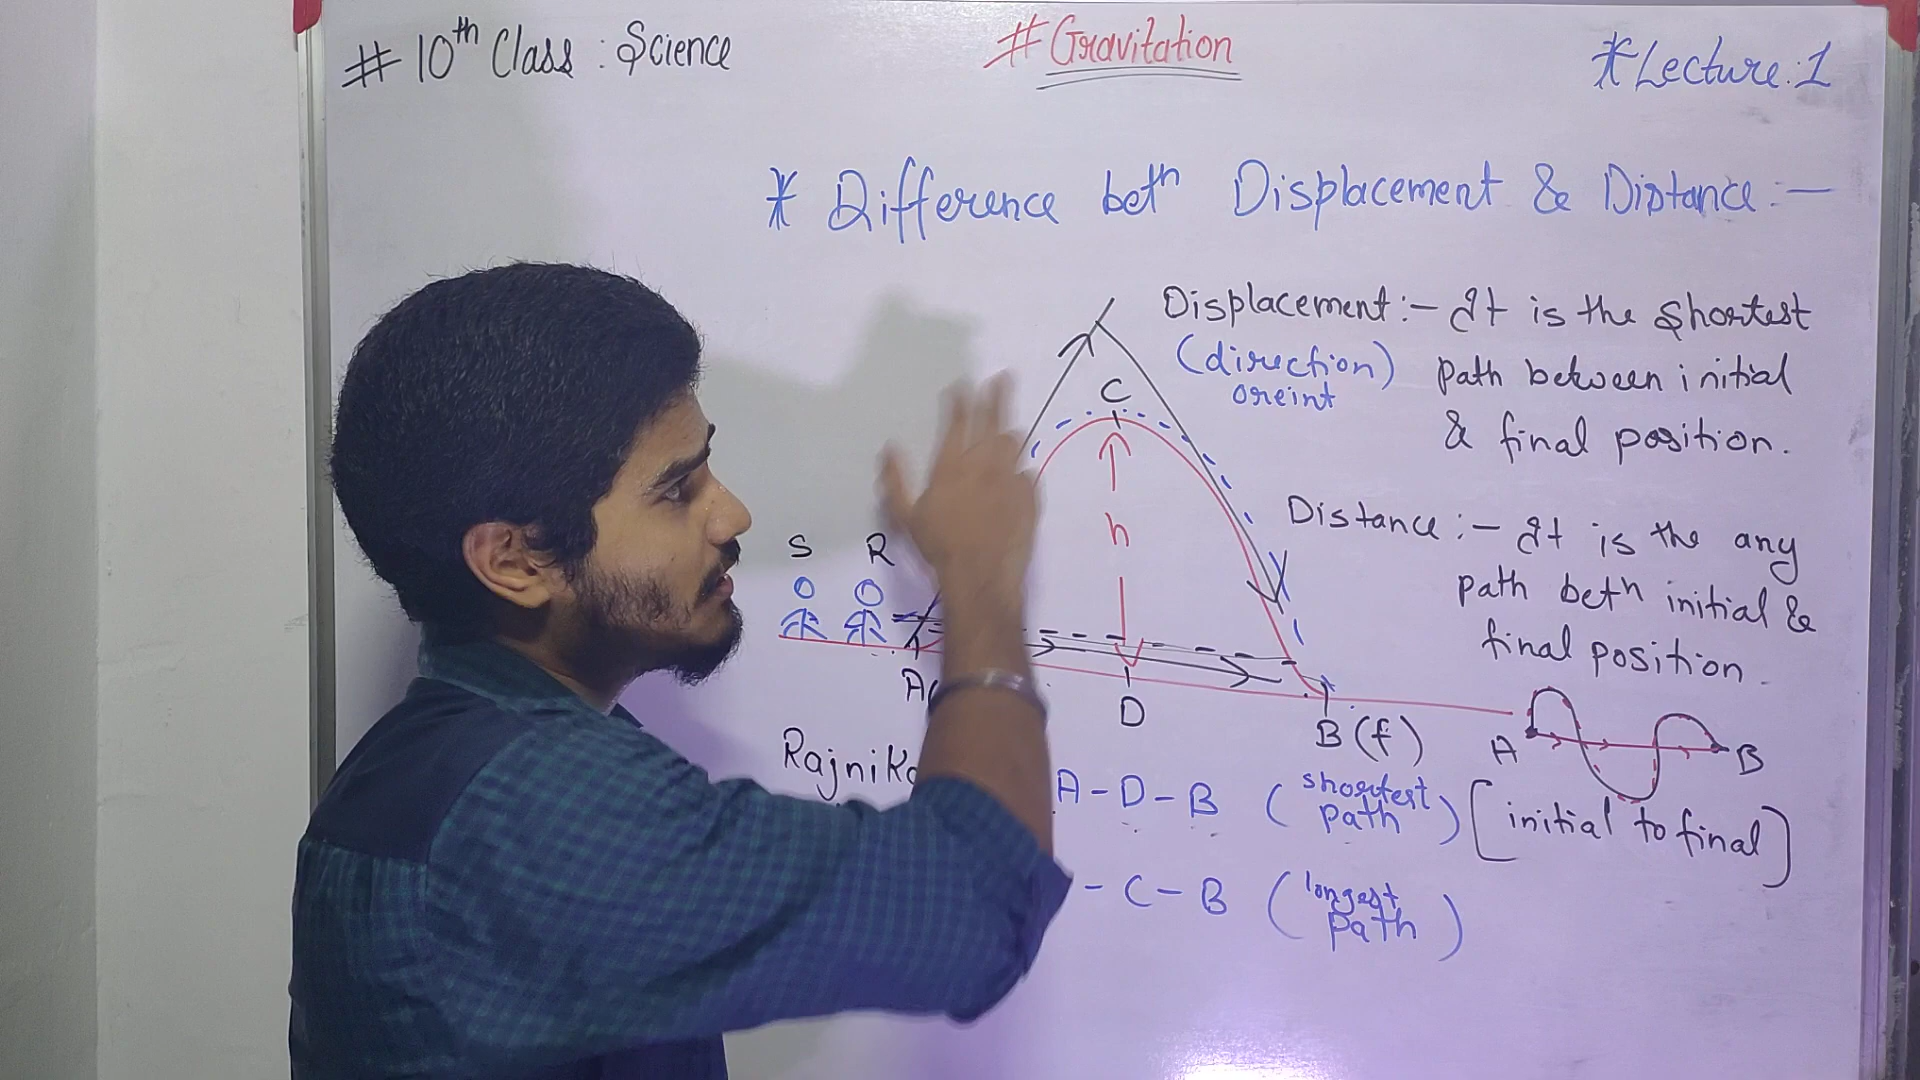 # 10th Class : Science
# Gravitation
* Lecture : 1
* Difference betn Displacement & Distance :-
Displacement :- It is the shortest
(direction)
oreint
path between initial
& final position.
Distance :- It is the any
path betn initial &
final position.
S R
C
h
A(
D
B (f)
A B
A - D - B ( shortest path ) [ initial to final ]
- C - B ( longest path )